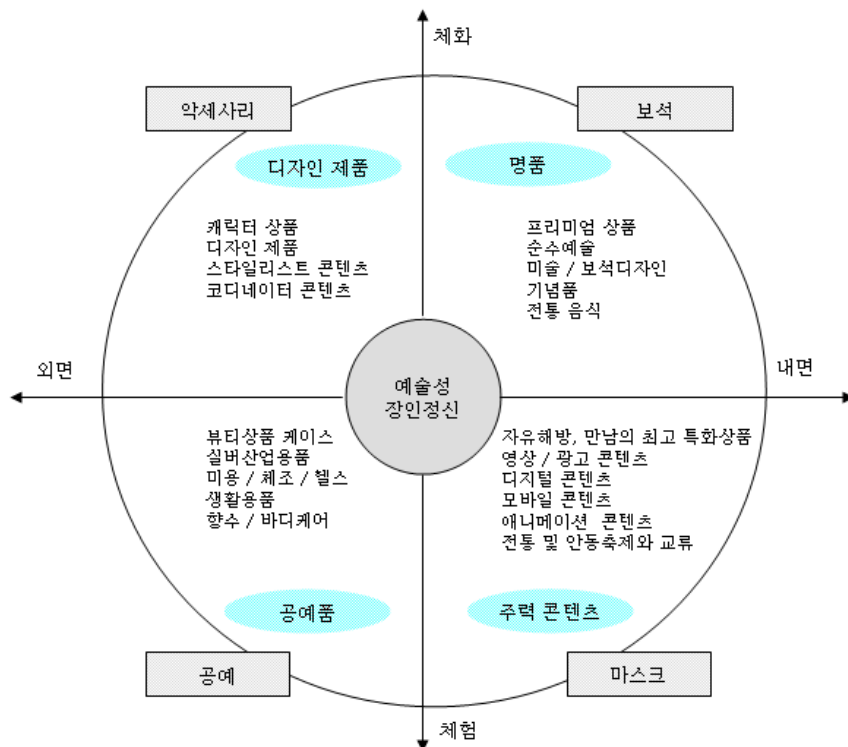 체화
악세사리
보석
디자인 제품
명품
캐릭터 상품
디자인 제품
스타일리스트 콘텐츠
코디네이터 콘텐츠
프리미엄 상품
순수예술
미술 / 보석디자인
기념품
전통 음식
외면
내면
예술성
장인정신
뷰티상품 케이스
실버산업용품
미용 / 체조 / 헬스
생활용품
향수 / 바디케어
자유해방, 만남의 최고 특화상품
영상 / 광고 콘텐츠
디지털 콘텐츠
모바일 콘텐츠
애니메이션 콘텐츠
전통 및 안동축제와 교류
공예품
주력 콘텐츠
공예
마스크
체험